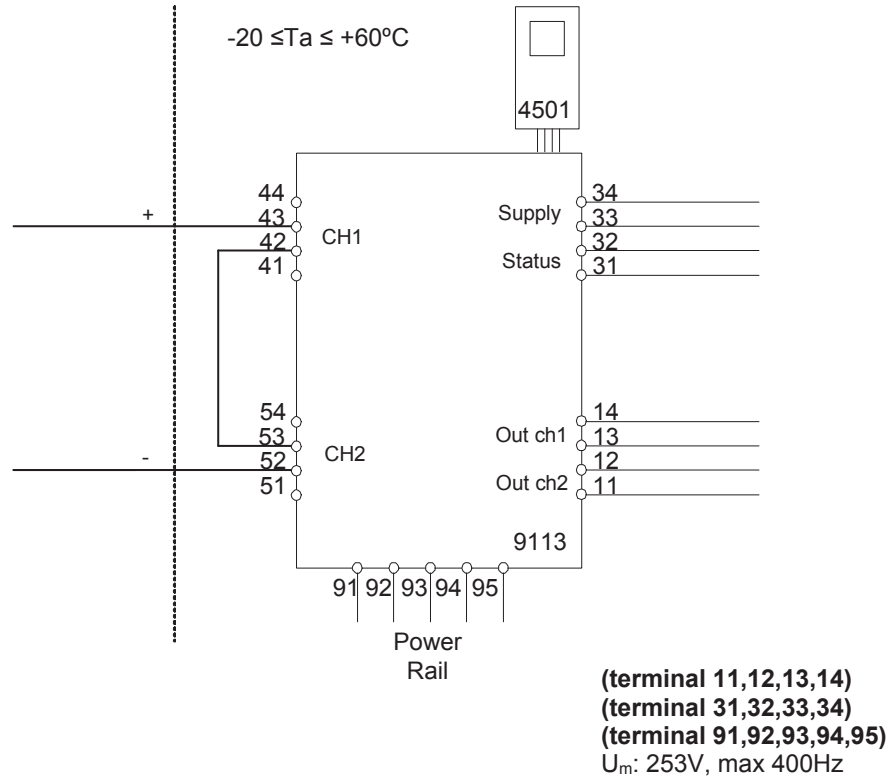 -20 ≤Ta ≤ +60ºC
4501
44
43
42
41
+
CH1
Supply
Status
34
33
32
31
54
53
52
51
-
CH2
Out ch1
Out ch2
14
13
12
11
9113
91 92 93 94 95
Power
Rail
(terminal 11,12,13,14)
(terminal 31,32,33,34)
(terminal 91,92,93,94,95)
Um: 253V, max 400Hz